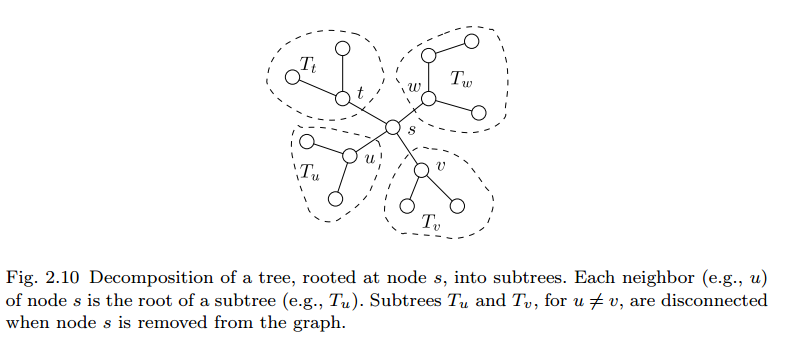 T_t
t
w
T_w
s
u
T_u
v
T_v
Fig. 2.10 Decomposition of a tree, rooted at node s, into subtrees. Each neighbor (e.g., u)
of node s is the root of a subtree (e.g., T_u). Subtrees T_u and T_v, for u ≠ v, are disconnected
when node s is removed from the graph.